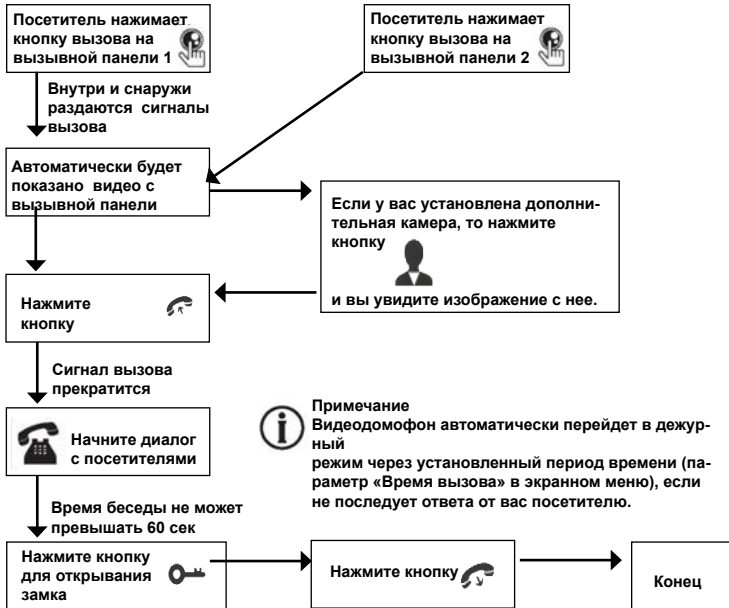 Посетитель нажимает
кнопку вызова на
вызывной панели 1
Посетитель нажимает
кнопку вызова на
вызывной панели 2
Внутри и снаружи
раздаются сигналы
вызова
Автоматически будет
показано видео с
вызывной панели
Если у вас установлена дополни-
тельная камера, то нажмите
кнопку
и вы увидите изображение с нее.
Нажмите
кнопку
Сигнал вызова
прекратится
Начните диалог
с посетителями
Примечание
Видеодомофон автоматически перейдет в дежур-
ный
режим через установленный период времени (па-
раметр «Время вызова» в экранном меню), если
не последует ответа от вас посетителю.
Время беседы не может
превышать 60 сек
Нажмите кнопку
для открывания
замка
Нажмите кнопку
Конец